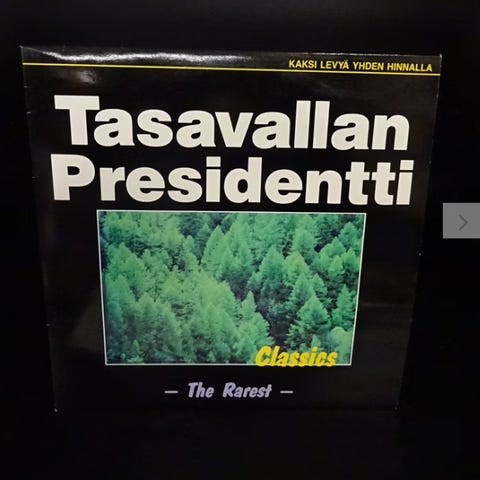 KAKSI LEVYÄ YHDEN HINNALLA
Tasavallan
Presidentti
Classics
– The Rarest –